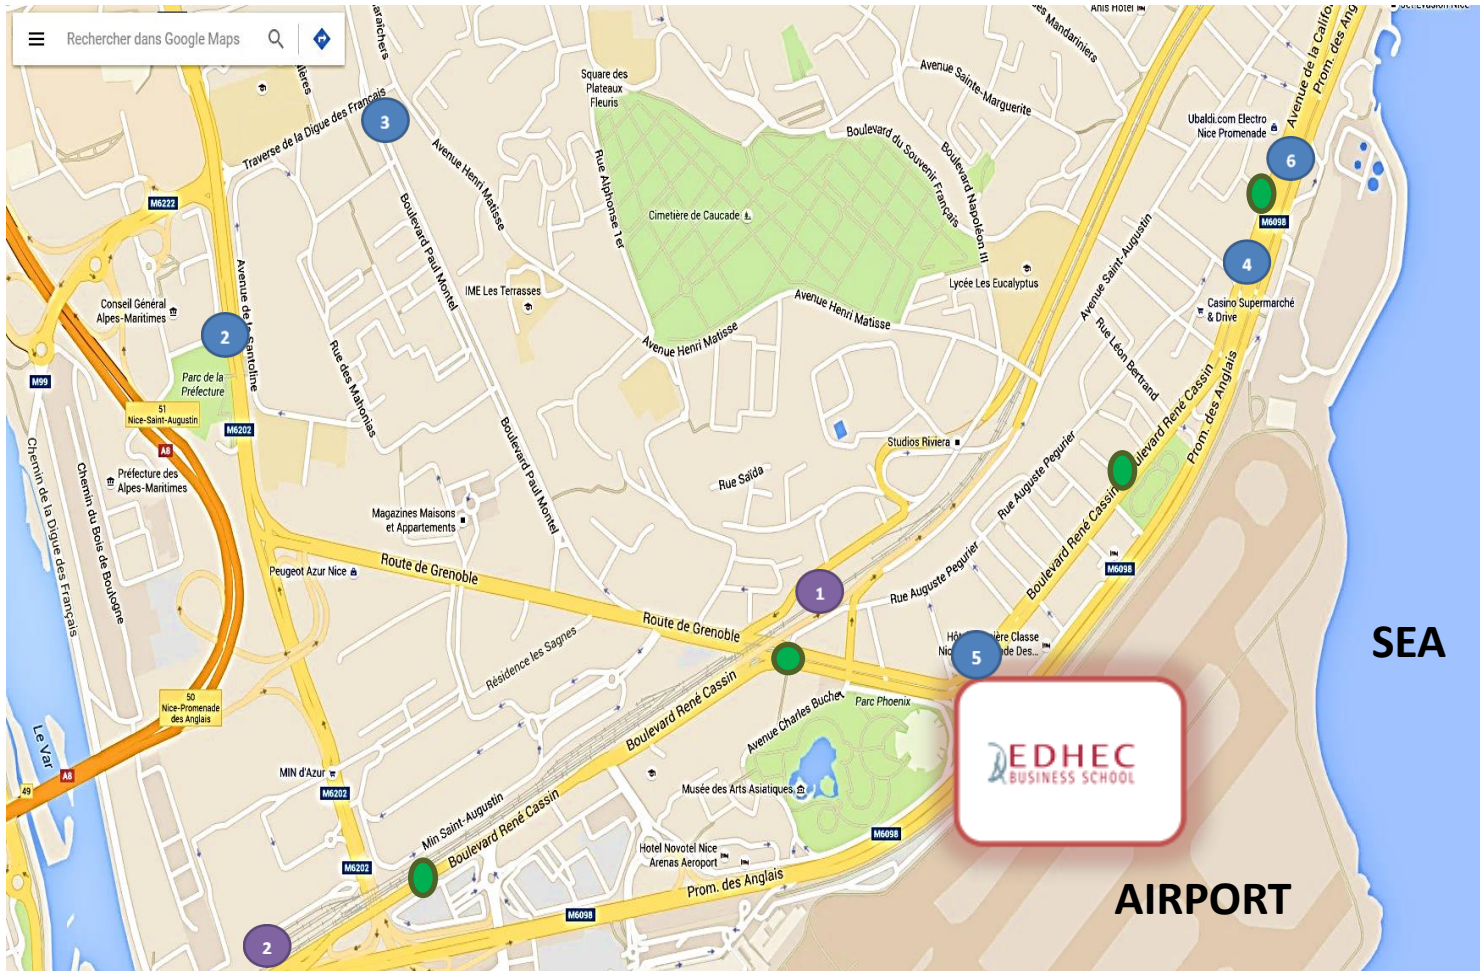 Rechercher dans Google Maps
Anis Hotel
Avenue Sainte-Marguerite
Square des
Plateaux
Fleuris
Traverse de la Digue des Français
3
Avenue Henri Matisse
Rue Alphonse 1er
Boulevard du Souvenir Français
Boulevard Napoléon III
Cimetière de Caucade
Ubaldi.com Electro
Nice Promenade
Avenue de la Califo
Prom. des Ang
6
M6098
4
M6222
Boulevard Paul Montel
IME Les Terrasses
Lycée Les Eucalyptus
Avenue Saint-Augustin
Avenue Henri Matisse
Avenue Henri Matisse
Casino Supermarché
& Drive
Conseil Général
Alpes-Maritimes
2
Avenue de la Santoline
Rue des Mahonias
Parc de la
Préfecture
M99
51
Nice-Saint-Augustin
M6202
A8
Rue Léon Bertrand
Boulevard René Cassin
Prom. des Anglais
Studios Riviera
Rue Auguste Pegurier
Rue Saïda
Boulevard Paul Montel
Préfecture des
Alpes-Maritimes
Chemin de la Digue des Français
Chemin du Bois de Boulogne
Magazines Maisons
et Appartements
Peugeot Azur Nice
Route de Grenoble
Route de Grenoble
1
Rue Auguste Pegurier
Boulevard René Cassin
M6098
5
SEA
Résidence les Sagnes
50
Nice-Promenade
des Anglais
Boulevard René Cassin
Avenue Charles Buchet
Parc Phoenix
EDHEC
BUSINESS SCHOOL
Le Var
A8
49
MIN d'Azur
M6202
Musée des Arts Asiatiques
Min Saint-Augustin
Boulevard René Cassin
Hotel Novotel Nice
Arenas Aeroport
M6098
M6202
Prom. des Anglais
AIRPORT
M6098
2